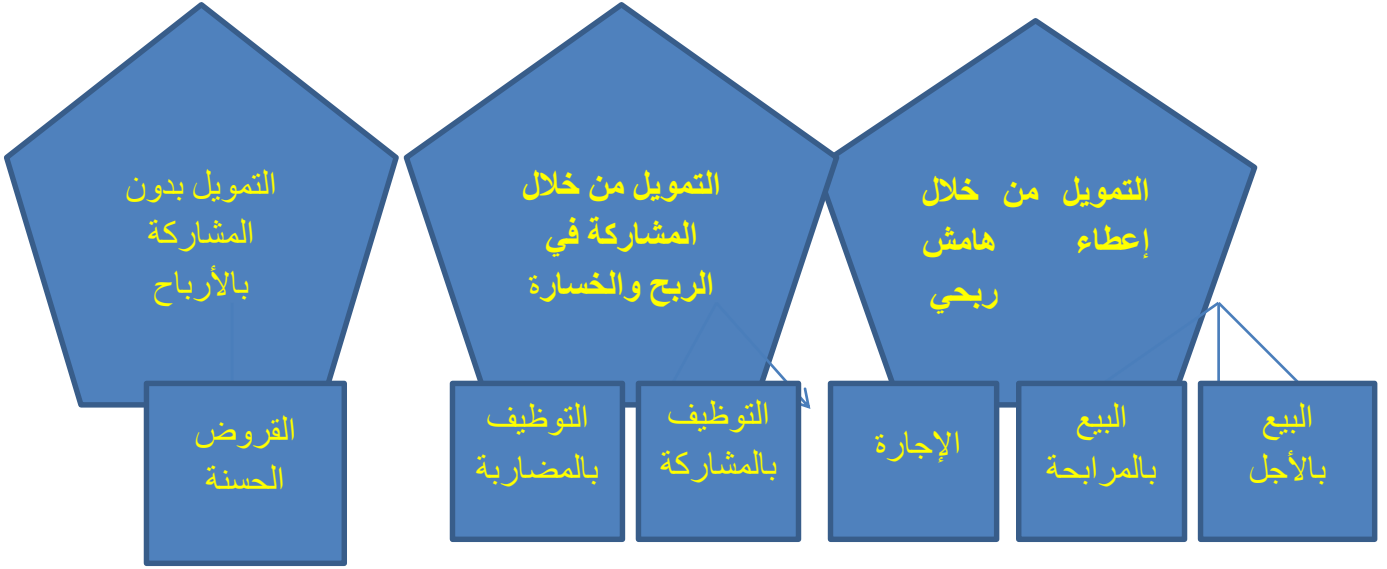 التمويل من خلال
إعطاء هامش
ربحي
التمويل من خلال
المشاركة في
الربح والخسارة
التمويل بدون
المشاركة
بالأرباح
البيع
بالأجل
البيع
بالمرابحة
الإجارة
التوظيف
بالمشاركة
التوظيف
بالمضاربة
القروض
الحسنة